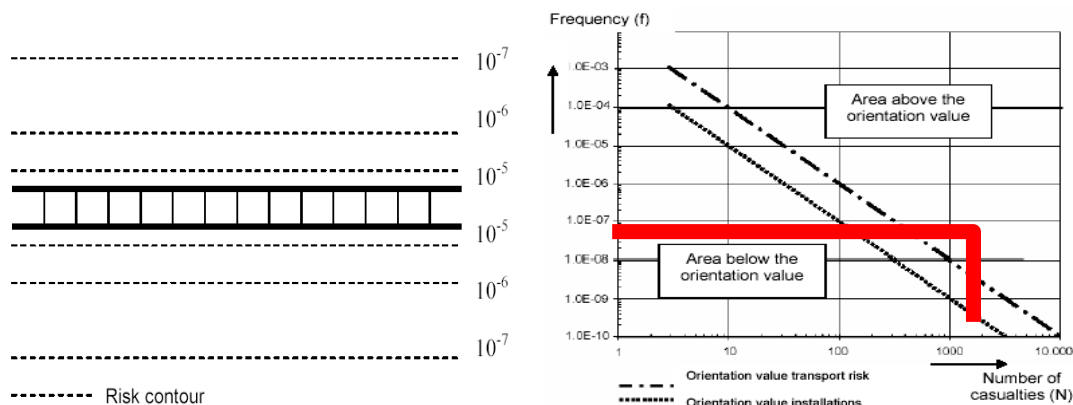 10-7
10-6
10-5
10-5
10-6
10-7
Risk contour
Frequency (f)
1.0E-03
1.0E-04
1.0E-05
1.0E-06
1.0E-07
1.0E-08
1.0E-09
1.0E-10
Area above the
orientation value
Area below the
orientation value
1
10
100
1000
10 000
Number of
casualties (N)
Orientation value transport risk
Orientation value installations